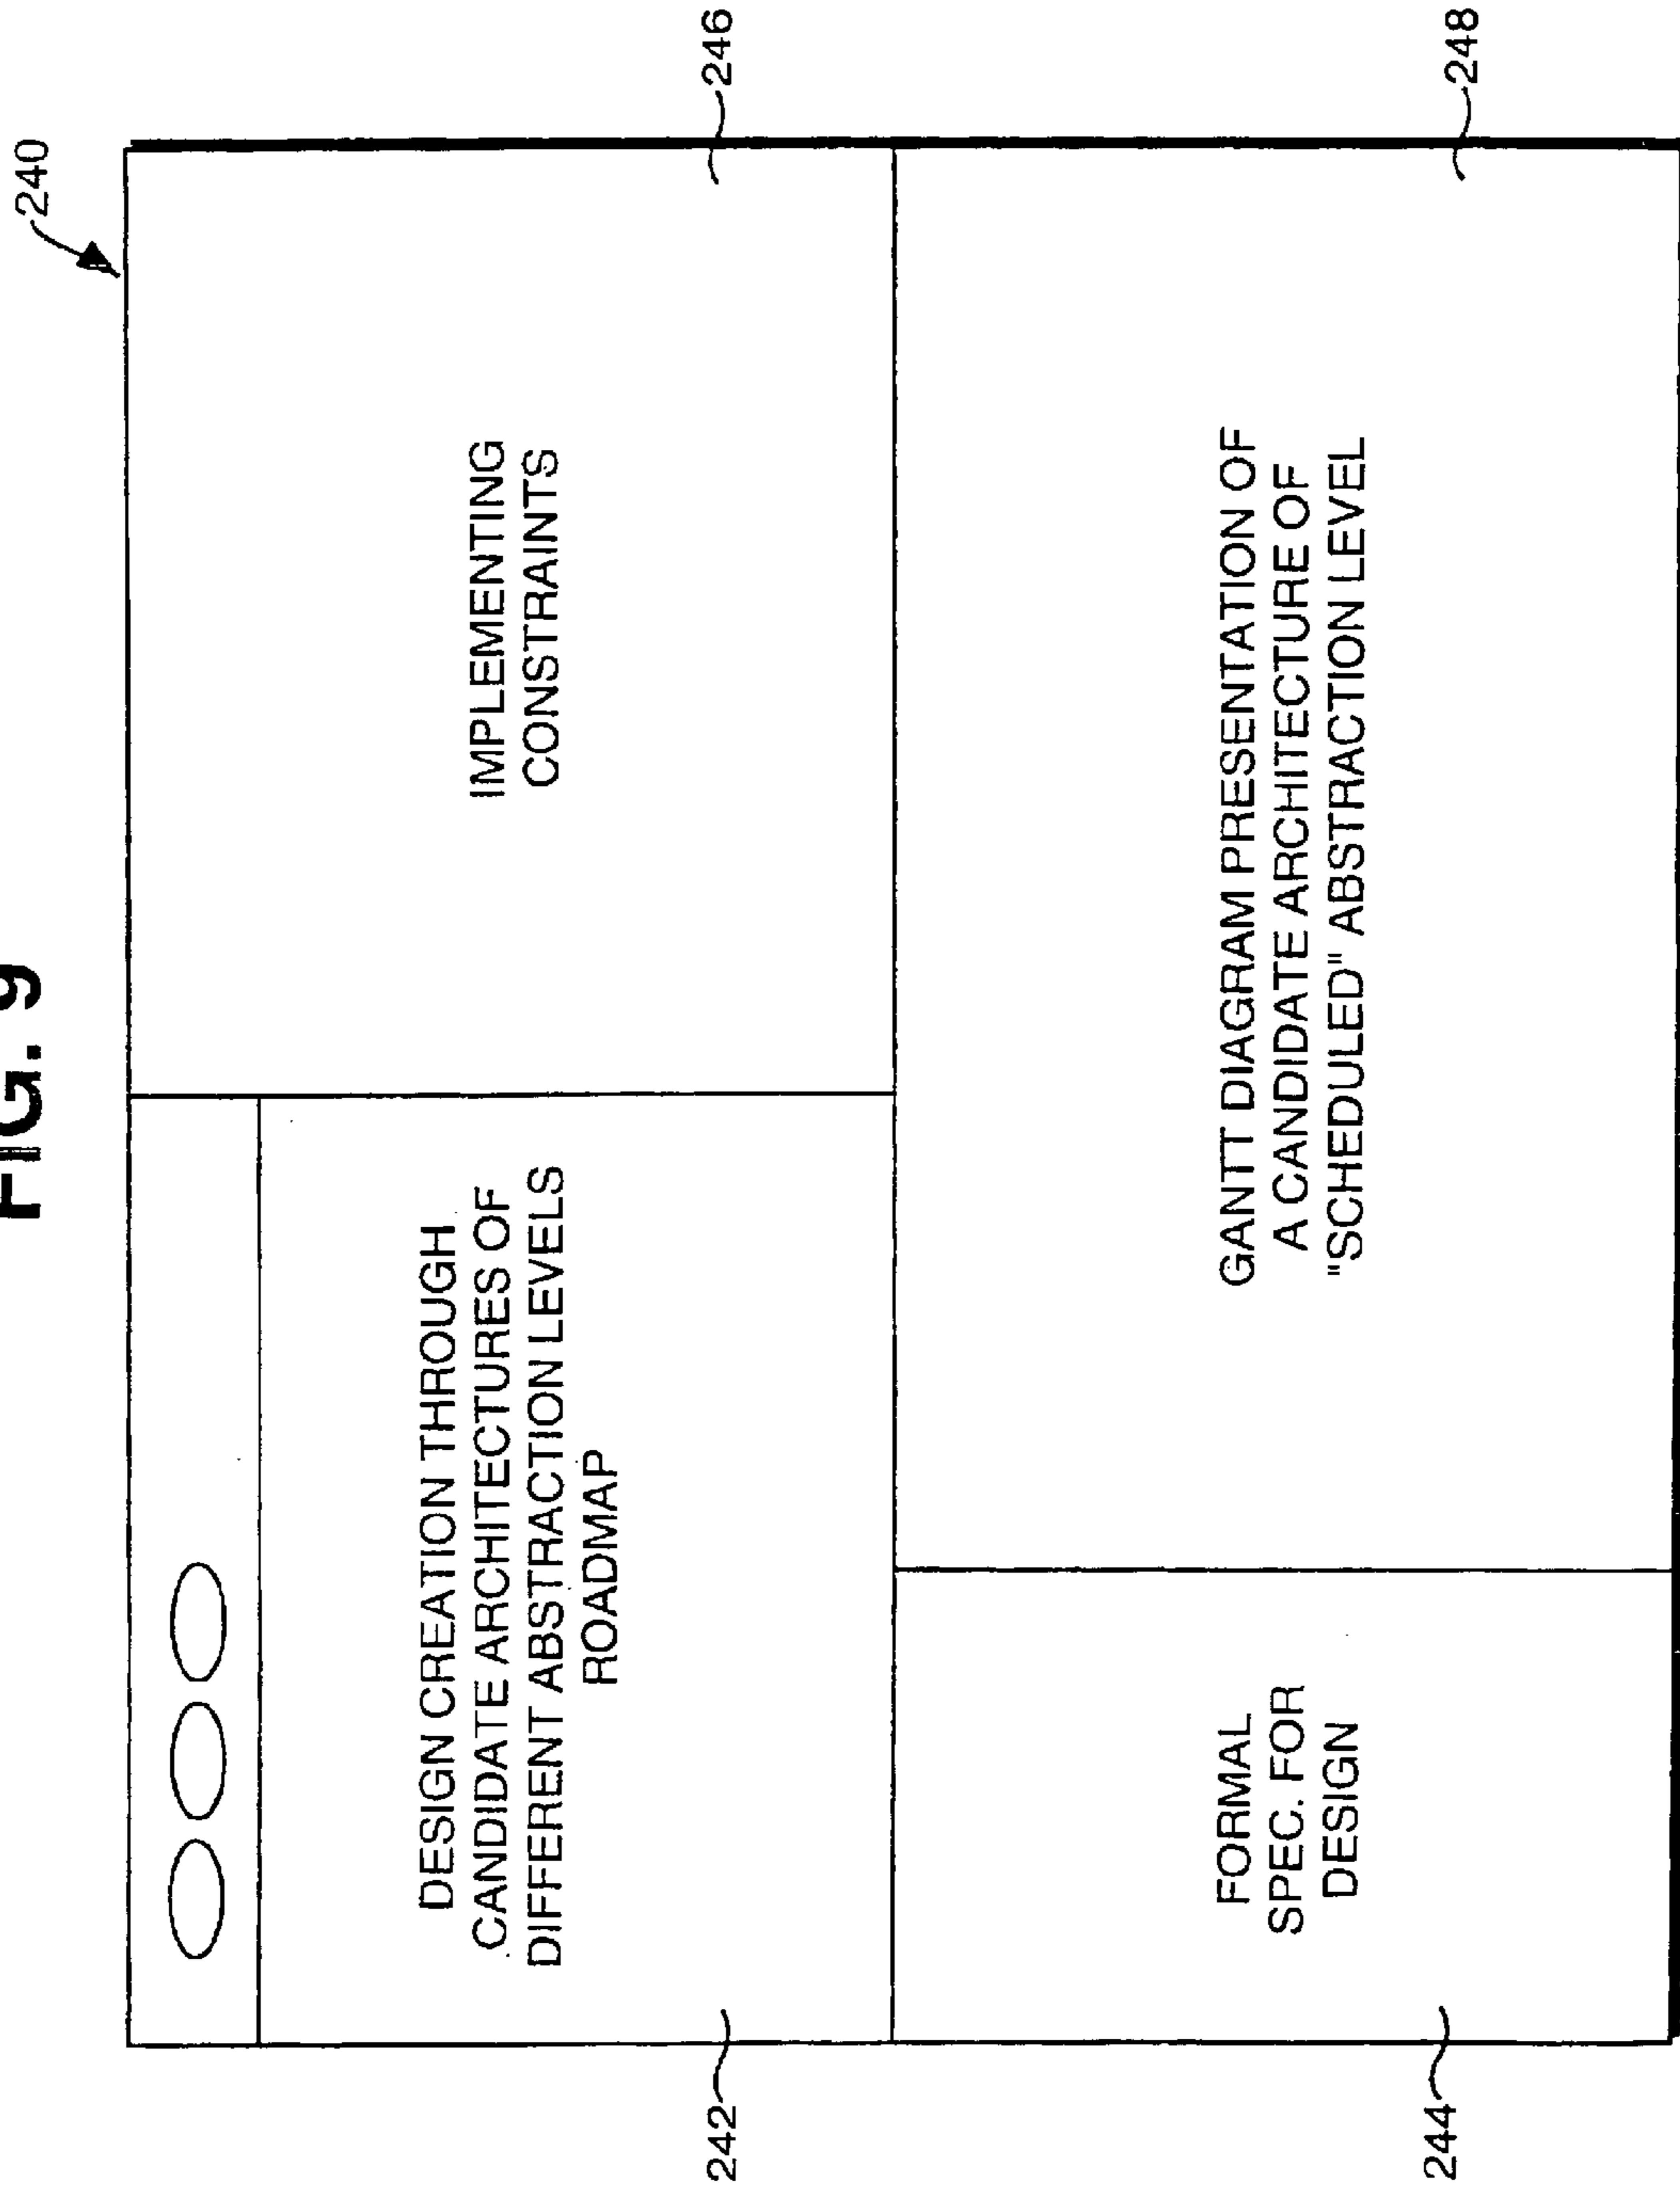 FIG. 9
240
DESIGN CREATION THROUGH
CANDIDATE ARCHITECTURES OF
DIFFERENT ABSTRACTION LEVELS
ROADMAP
242
IMPLEMENTING
CONSTRAINTS
246
FORMAL
SPEC. FOR
DESIGN
244
GANTT DIAGRAM PRESENTATION OF
A CANDIDATE ARCHITECTURE OF
"SCHEDULED" ABSTRACTION LEVEL
248